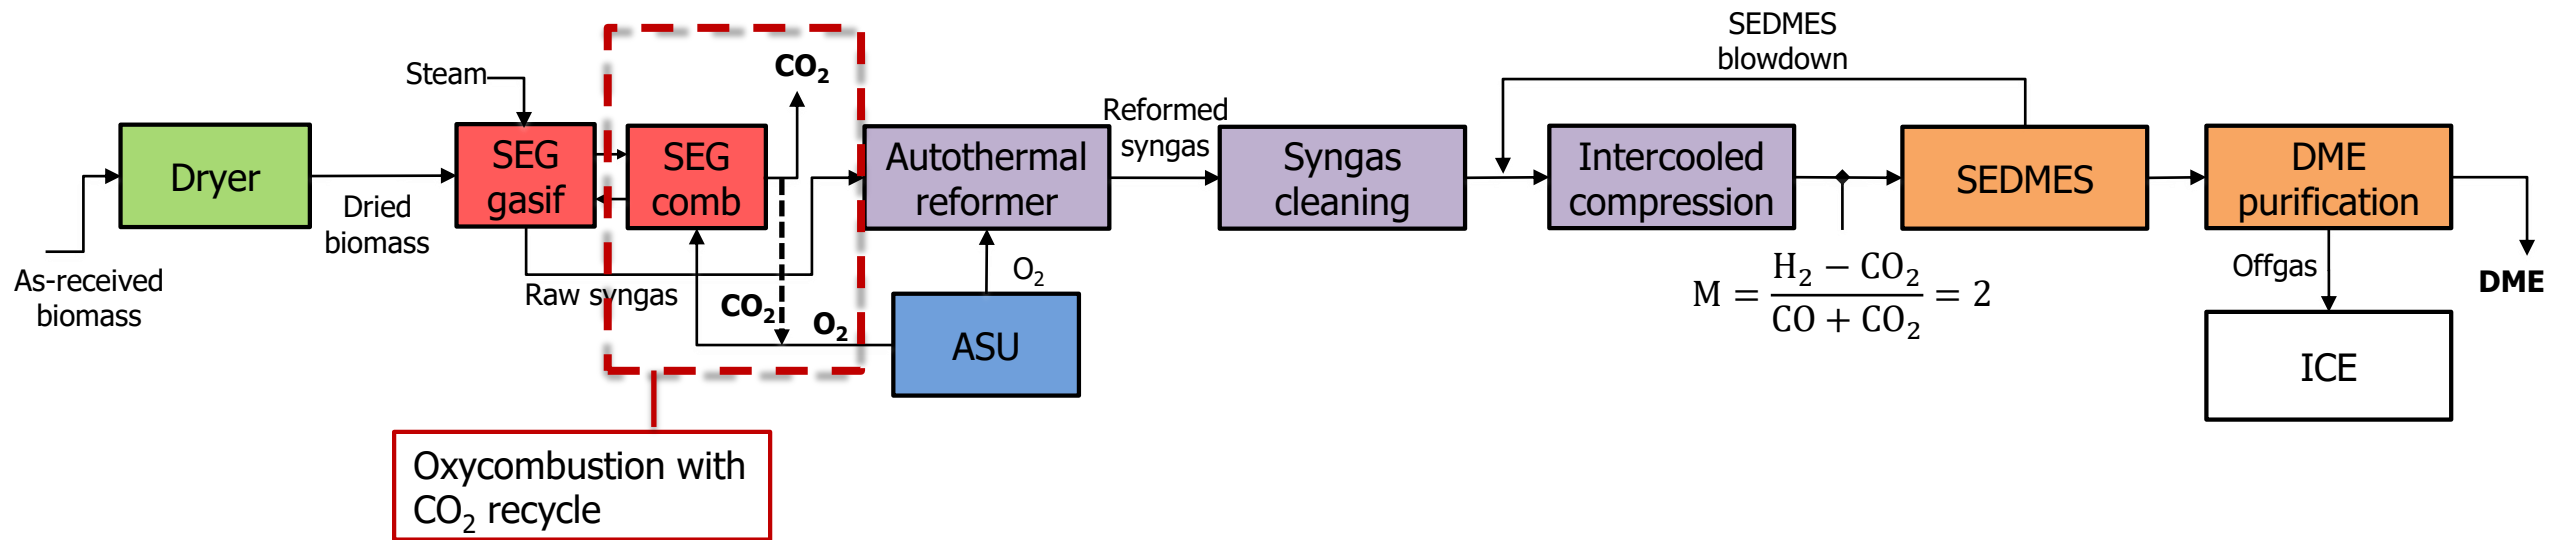 SEDMES
blowdown
Steam
CO₂
Reformed
syngas
Dryer
SEG
gasif
SEG
comb
Autothermal
reformer
Syngas
cleaning
Intercooled
compression
SEDMES
DME
purification
Dried
biomass
As-received
biomass
Raw syngas
CO₂
O₂
O₂
ASU
M = (H₂ − CO₂) / (CO + CO₂) = 2
Offgas
DME
ICE
Oxycombustion with
CO₂ recycle